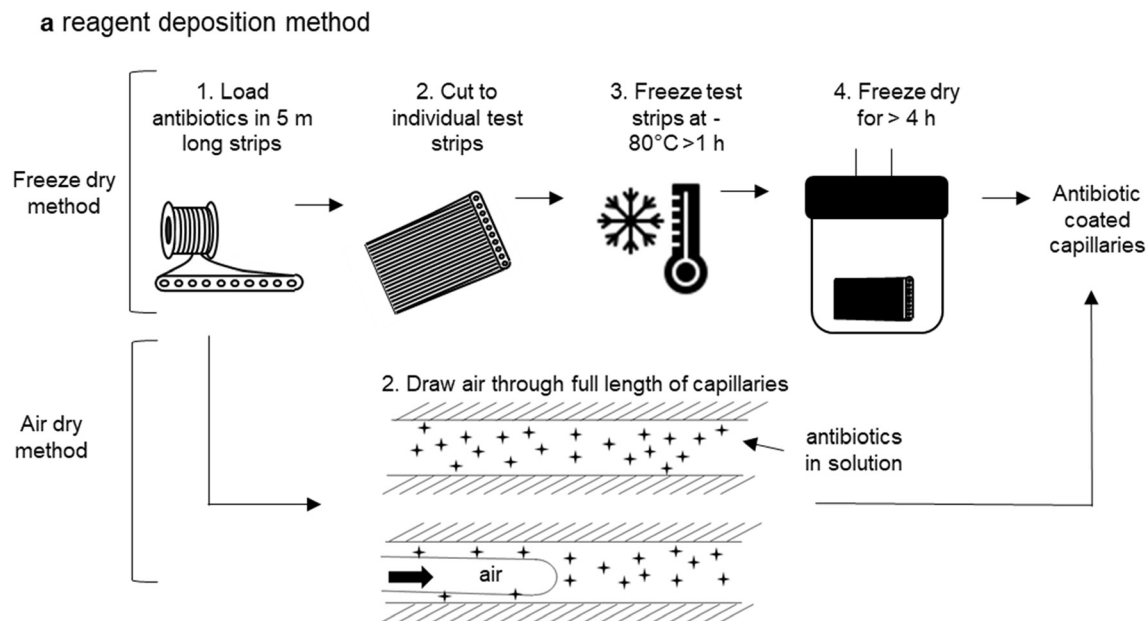 a reagent deposition method
Freeze dry
method
1. Load
antibiotics in 5 m
long strips
2. Cut to
individual test
strips
3. Freeze test
strips at -
80°C >1 h
4. Freeze dry
for > 4 h
Antibiotic
coated
capillaries
Air dry
method
2. Draw air through full length of capillaries
antibiotics
in solution
air